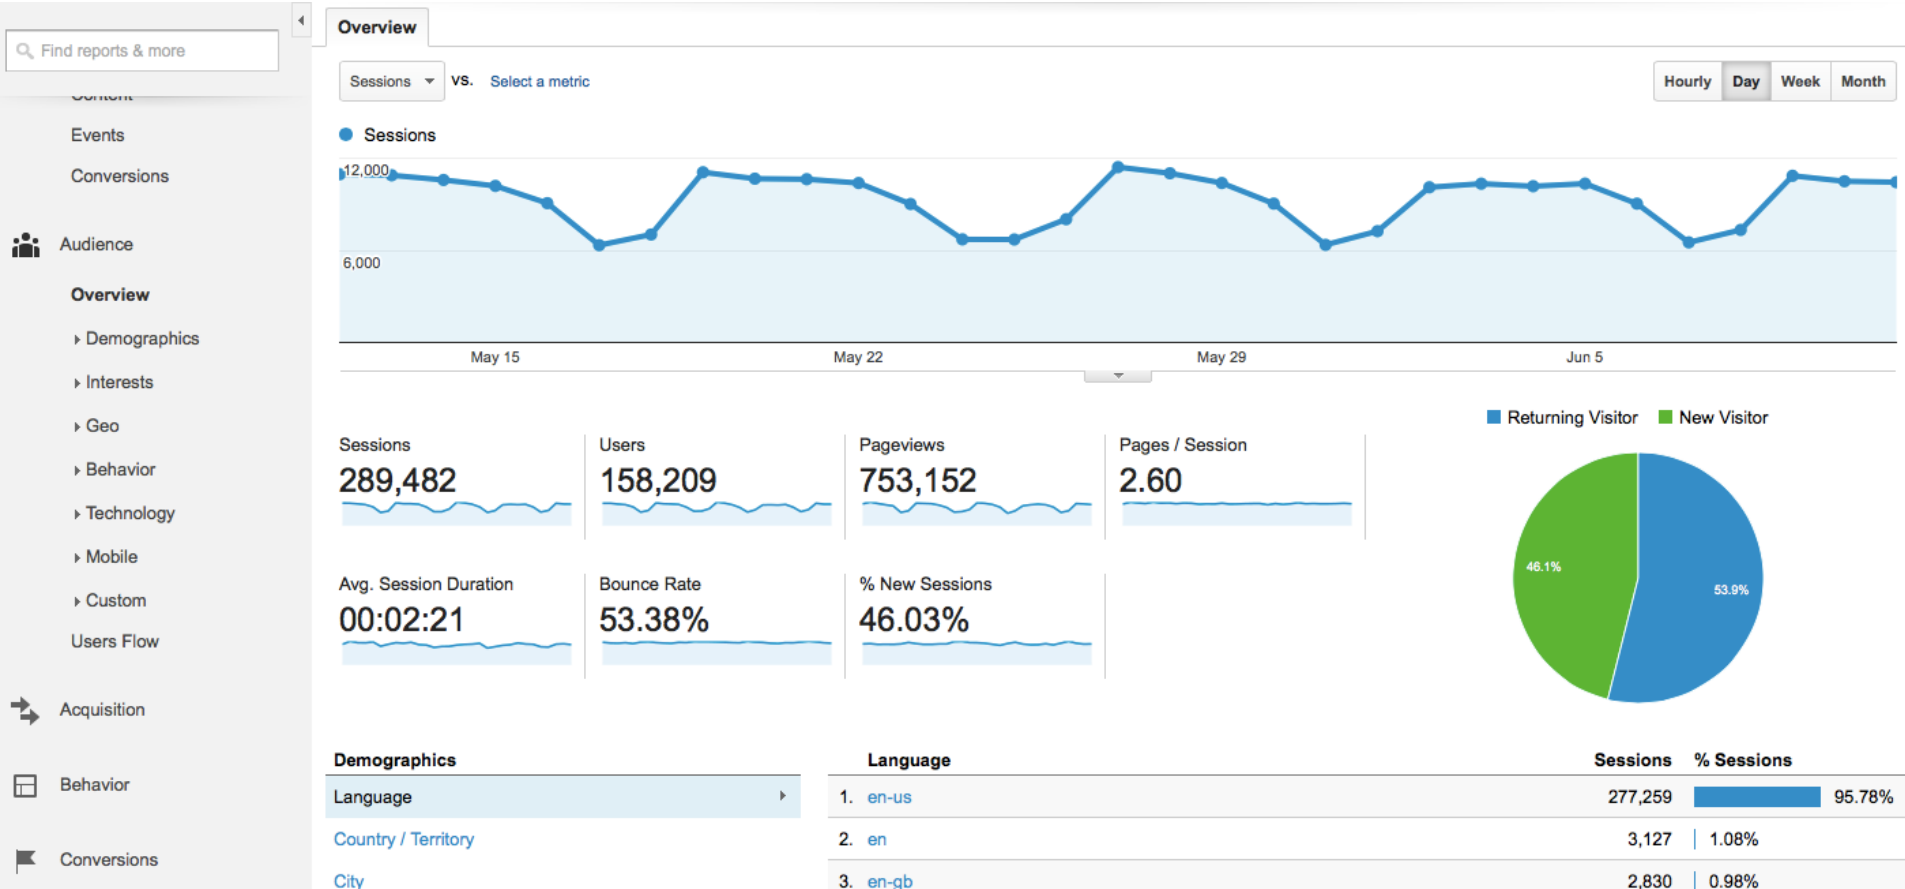 Find reports & more
Content
Events
Conversions
Audience
Overview
Demographics
Interests
Geo
Behavior
Technology
Mobile
Custom
Users Flow
Acquisition
Behavior
Conversions
Overview
Sessions vs. Select a metric
Hourly Day Week Month
Sessions
12,000
6,000
May 15 May 22 May 29 Jun 5
Returning Visitor New Visitor
46.1%
53.9%
Sessions Users Pageviews Pages / Session
289,482 158,209 753,152 2.60
Avg. Session Duration Bounce Rate % New Sessions
00:02:21 53.38% 46.03%
Demographics
Language
Country / Territory
City
Language Sessions % Sessions
1. en-us 277,259 95.78%
2. en 3,127 1.08%
3. en-gb 2,830 0.98%